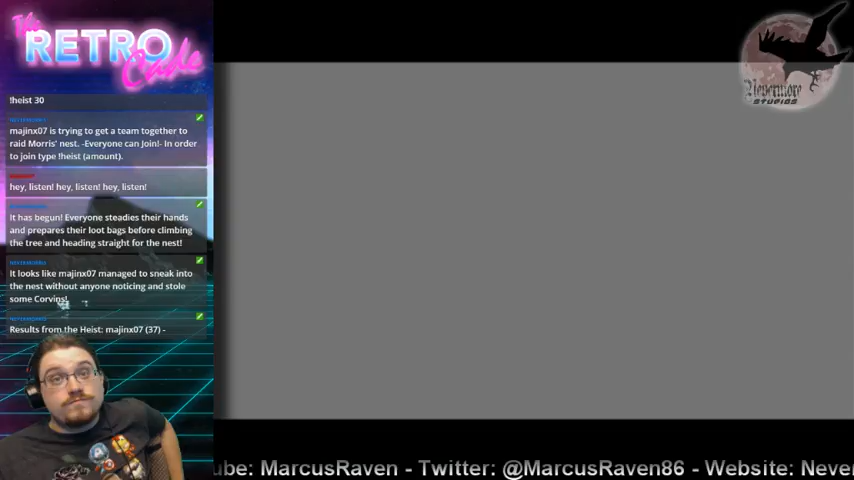 The
RETRO
Code
!heist 30
majinx07 is trying to get a team together to
raid Morris' nest. -Everyone can Join!- In order
to join type !heist (amount).
hey, listen! hey, listen! hey, listen!
It has begun! Everyone steadies their hands
and prepares their loot bags before climbing
the tree and heading straight for the nest!
It looks like majinx07 managed to sneak into
the nest without anyone noticing and stole
some Corvins!
Results from the Heist: majinx07 (37) -
Nevermore
STUDIOS
ube: MarcusRaven - Twitter: @MarcusRaven86 - Website: Never